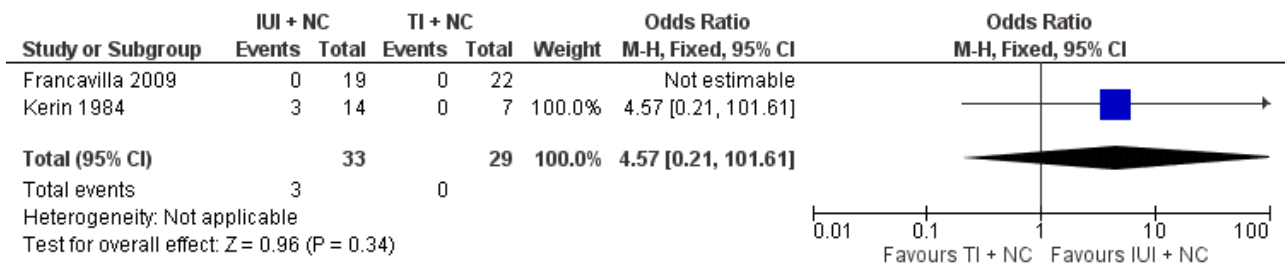 IUI + NC TI + NC Odds Ratio Odds Ratio
Study or Subgroup Events Total Events Total Weight M-H, Fixed, 95% CI M-H, Fixed, 95% CI
Francavilla 2009 0 19 0 22 Not estimable
Kerin 1984 3 14 0 7 100.0% 4.57 [0.21, 101.61]
Total (95% CI) 33 29 100.0% 4.57 [0.21, 101.61]
Total events 3 0
Heterogeneity: Not applicable
Test for overall effect: Z = 0.96 (P = 0.34)
0.01 0.1 1 10 100
Favours TI + NC Favours IUI + NC